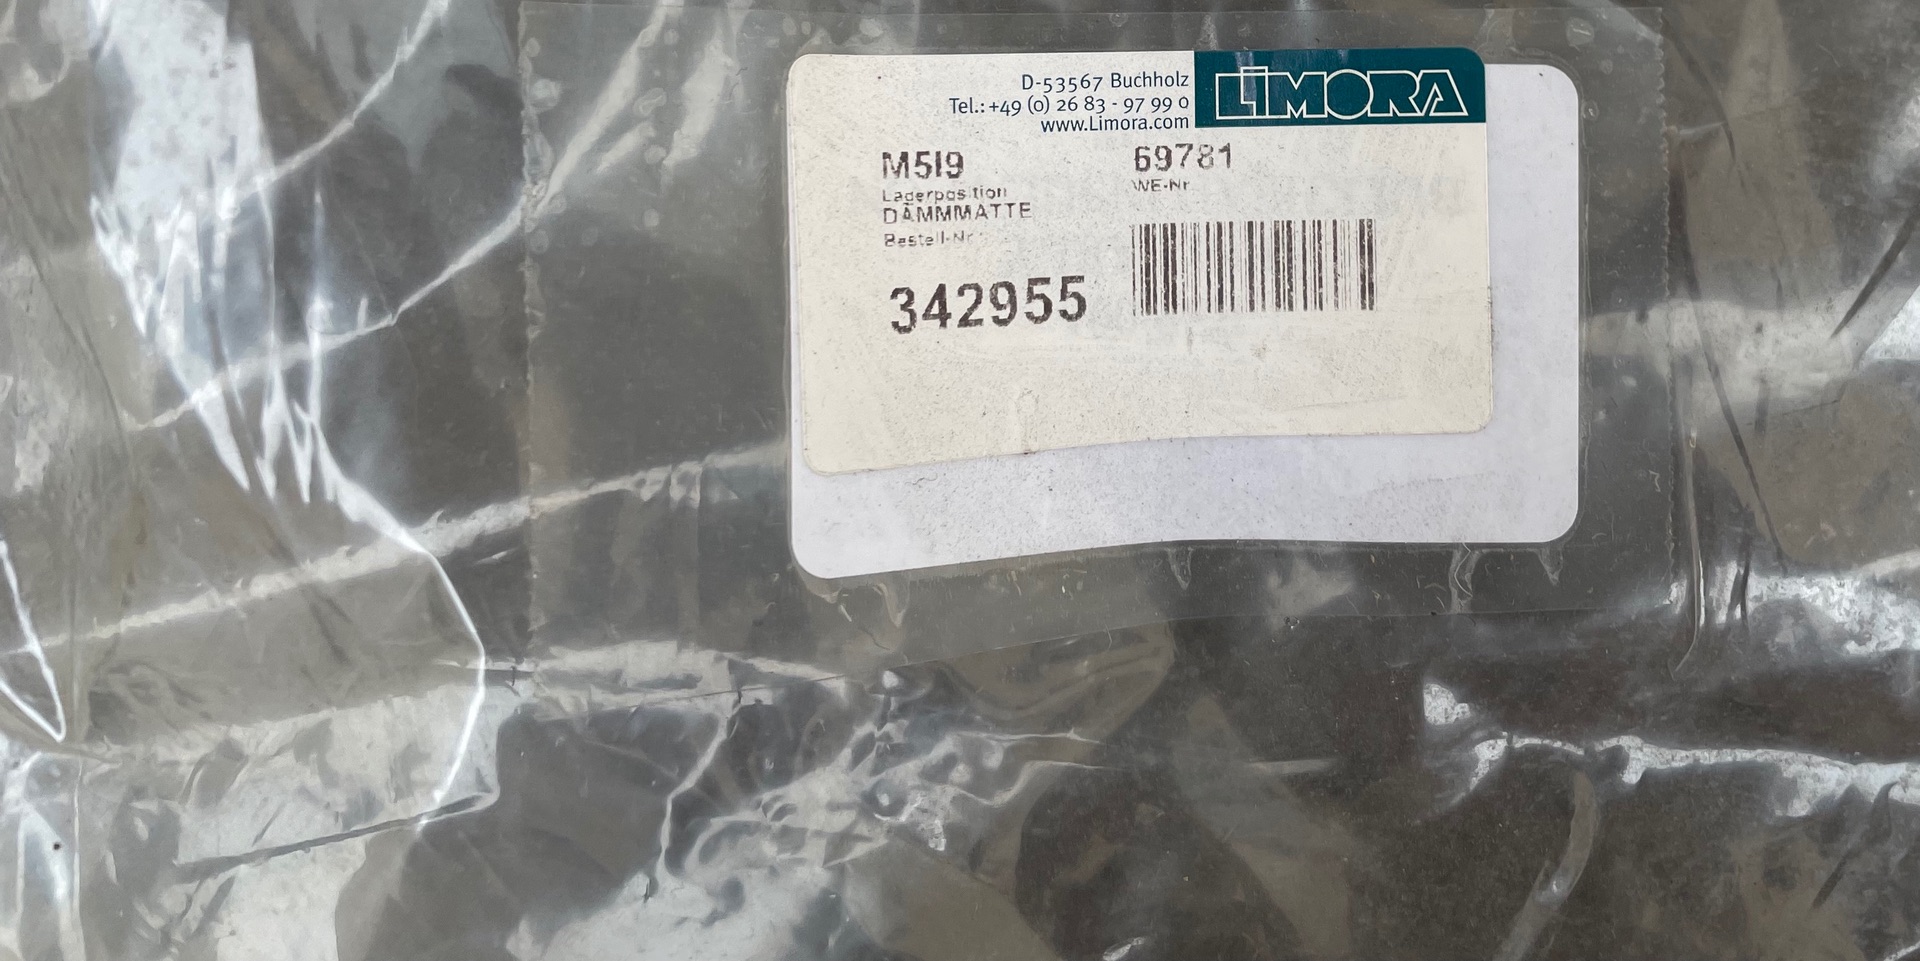 D-53567 Buchholz
Tel.: +49 (0) 26 83 - 97 99 0
www.Limora.com
LIMORA
M5I9
69781
Lagerposition
WE-Nr
DÄMMMATTE
Bestell-Nr.
342955